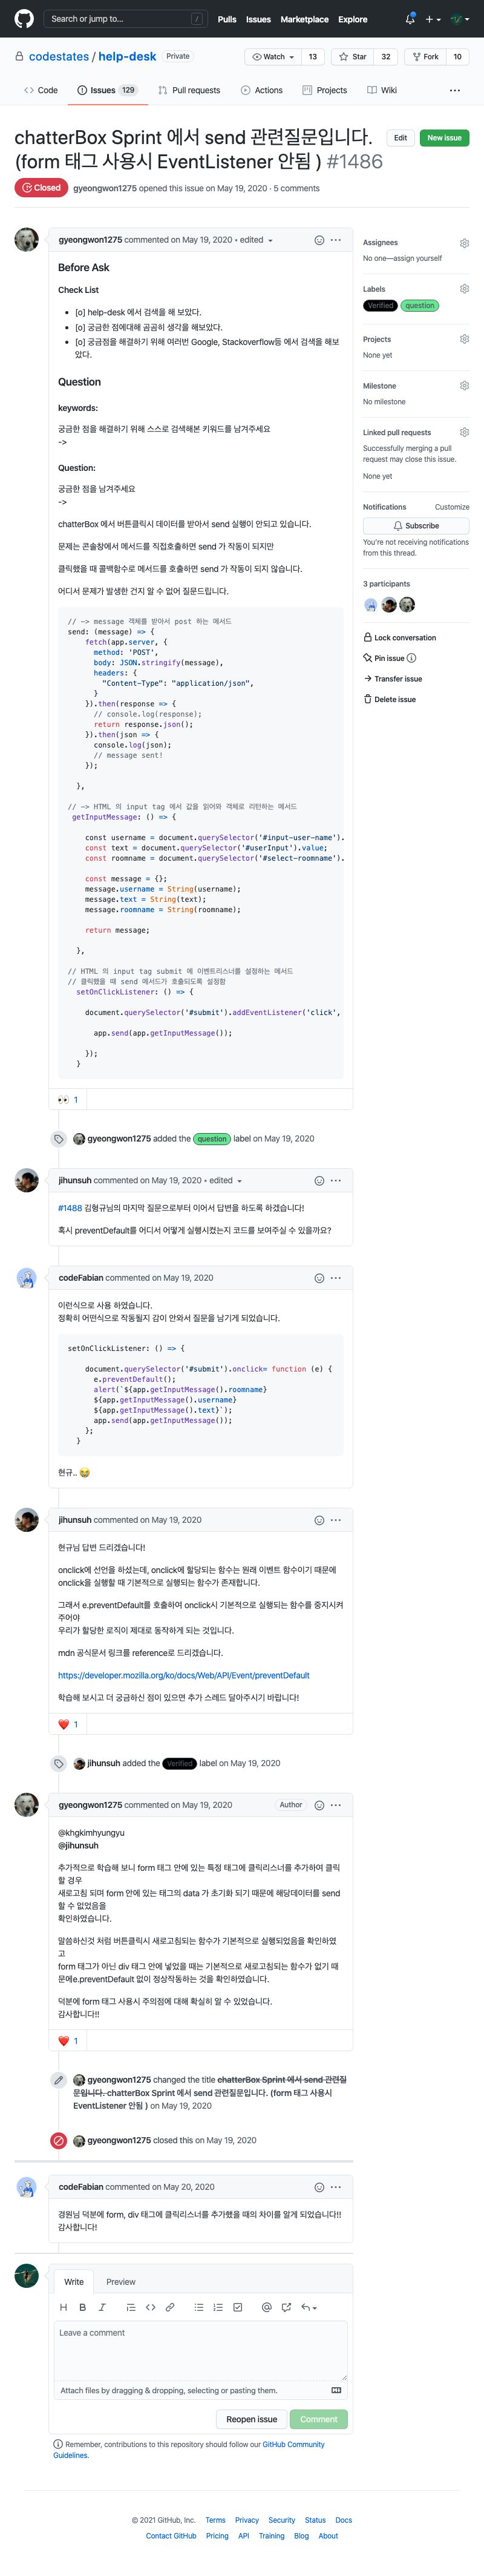 Search or jump to...
/
Pulls Issues Marketplace Explore
codestates / help-desk Private
Watch 13 Star 32 Fork 10
Code Issues 129 Pull requests Actions Projects Wiki
chatterBox Sprint 에서 send 관련질문입니다.
(form 태그 사용시 EventListener 안됨 ) #1486
Edit New issue
Closed gyeongwon1275 opened this issue on May 19, 2020 · 5 comments
gyeongwon1275 commented on May 19, 2020 • edited
Before Ask
Check List
[o] help-desk 에서 검색을 해 보았다.
[o] 궁금한 점에대해 곰곰히 생각을 해보았다.
[o] 궁금점을 해결하기 위해 여러번 Google, Stackoverflow등 에서 검색을 해보
았다.
Question
keywords:
궁금한 점을 해결하기 위해 스스로 검색해본 키워드를 남겨주세요
->
Question:
궁금한 점을 남겨주세요
->
chatterBox 에서 버튼클릭시 데이터를 받아서 send 실행이 안되고 있습니다.
문제는 콘솔창에서 메서드를 직접호출하면 send 가 작동이 되지만
클릭했을 때 콜백함수로 메서드를 호출하면 send 가 작동이 되지 않습니다.
어디서 문제가 발생한 건지 알 수 없어 질문드립니다.
// -> message 객체를 받아서 post 하는 메서드
send: (message) => {
fetch(app.server, {
method: 'POST',
body: JSON.stringify(message),
headers: {
"Content-Type": "application/json",
}
}).then(response => {
// console.log(response);
return response.json();
}).then(json => {
console.log(json);
// message sent!
});
},
// -> HTML 의 input tag 에서 값을 읽어와 객체로 리턴하는 메서드
getInputMessage: () => {
const username = document.querySelector('#input-user-name').
const text = document.querySelector('#userInput').value;
const roomname = document.querySelector('#select-roomname').
const message = {};
message.username = String(username);
message.text = String(text);
message.roomname = String(roomname);
return message;
},
// HTML 의 input tag submit 에 이벤트리스너를 설정하는 메서드
// 클릭했을 때 send 메서드가 호출되도록 설정함
setOnClickListener: () => {
document.querySelector('#submit').addEventListener('click',
app.send(app.getInputMessage());
});
}
👀 1
gyeongwon1275 added the question label on May 19, 2020
jihunsuh commented on May 19, 2020 • edited
#1488 김형규님의 마지막 질문으로부터 이어서 답변을 하도록 하겠습니다!
혹시 preventDefault를 어디서 어떻게 실행시켰는지 코드를 보여주실 수 있을까요?
codeFabian commented on May 19, 2020
이런식으로 사용 하였습니다.
정확히 어떤식으로 작동될지 감이 안와서 질문을 남기게 되었습니다.
setOnClickListener: () => {
document.querySelector('#submit').onclick= function (e) {
e.preventDefault();
alert(`${app.getInputMessage().roomname}
${app.getInputMessage().username}
${app.getInputMessage().text}`);
app.send(app.getInputMessage());
};
}
현규.. 😭
jihunsuh commented on May 19, 2020
현규님 답변 드리겠습니다!
onclick에 선언을 하셨는데, onclick에 할당되는 함수는 원래 이벤트 함수이기 때문에
onclick을 실행할 때 기본적으로 실행되는 함수가 존재합니다.
그래서 e.preventDefault를 호출하여 onclick시 기본적으로 실행되는 함수를 중지시켜
주어야
우리가 할당한 로직이 제대로 동작하게 되는 것입니다.
mdn 공식문서 링크를 reference로 드리겠습니다.
https://developer.mozilla.org/ko/docs/Web/API/Event/preventDefault
학습해 보시고 더 궁금하신 점이 있으면 추가 스레드 달아주시기 바랍니다!
❤️ 1
jihunsuh added the Verified label on May 19, 2020
gyeongwon1275 commented on May 19, 2020 Author
@khgkimhyungyu
@jihunsuh
추가적으로 학습해 보니 form 태그 안에 있는 특정 태그에 클릭리스너를 추가하여 클릭
할 경우
새로고침 되며 form 안에 있는 태그의 data 가 초기화 되기 때문에 해당데이터를 send
할 수 없었음을
확인하였습니다.
말씀하신것 처럼 버튼클릭시 새로고침되는 함수가 기본적으로 실행되었음을 확인하였
고
form 태그가 아닌 div 태그 안에 넣었을 때는 기본적으로 새로고침되는 함수가 없기 때
문에e.preventDefault 없이 정상작동하는 것을 확인하였습니다.
덕분에 form 태그 사용시 주의점에 대해 확실히 알 수 있었습니다.
감사합니다!!
❤️ 1
gyeongwon1275 changed the title chatterBox Sprint 에서 send 관련질
문입니다. chatterBox Sprint 에서 send 관련질문입니다. (form 태그 사용시
EventListener 안됨 ) on May 19, 2020
gyeongwon1275 closed this on May 19, 2020
codeFabian commented on May 20, 2020
경원님 덕분에 form, div 태그에 클릭리스너를 추가했을 때의 차이를 알게 되었습니다!!
감사합니다!
Write Preview
Leave a comment
Attach files by dragging & dropping, selecting or pasting them.
Reopen issue Comment
Remember, contributions to this repository should follow our GitHub Community
Guidelines.
Assignees
No one—assign yourself
Labels
Verified question
Projects
None yet
Milestone
No milestone
Linked pull requests
Successfully merging a pull
request may close this issue.
None yet
Notifications Customize
Subscribe
You're not receiving notifications
from this thread.
3 participants
Lock conversation
Pin issue
Transfer issue
Delete issue
© 2021 GitHub, Inc. Terms Privacy Security Status Docs
Contact GitHub Pricing API Training Blog About